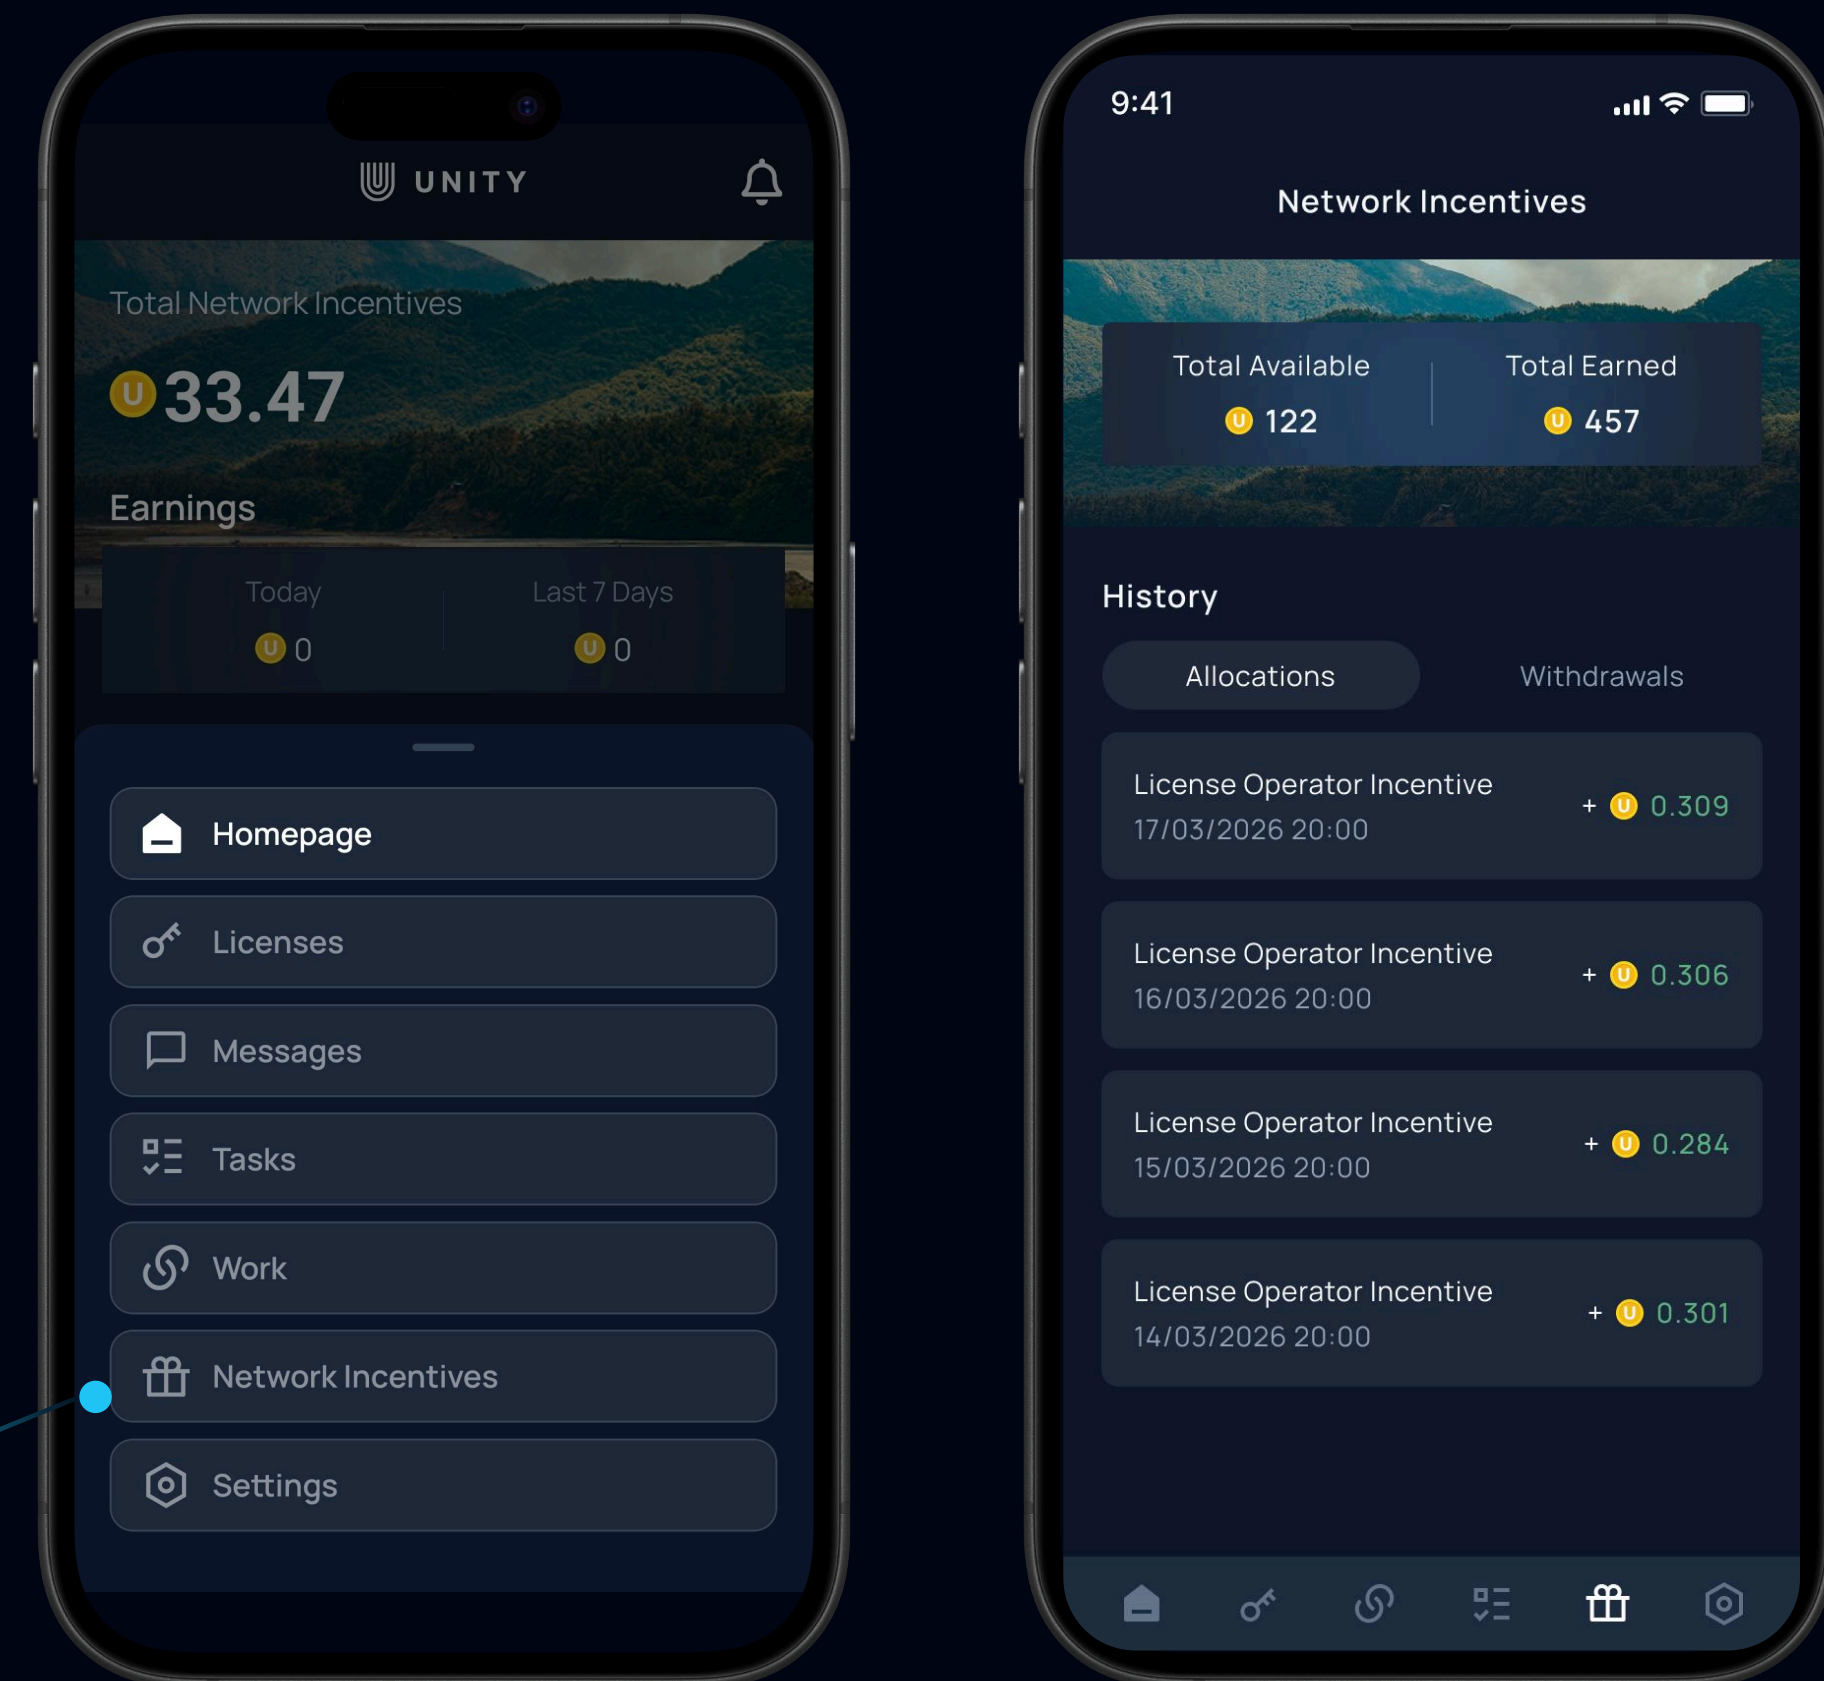 UNITY
Total Network Incentives
33.47
Earnings
Today
Last 7 Days
0
0
Homepage
Licenses
Messages
Tasks
Work
Network Incentives
Settings
9:41
Network Incentives
Total Available
Total Earned
122
457
History
Allocations
Withdrawals
License Operator Incentive
+ U 0.309
17/03/2026 20:00
License Operator Incentive
+ U 0.306
16/03/2026 20:00
License Operator Incentive
+ U 0.284
15/03/2026 20:00
License Operator Incentive
+ U 0.301
14/03/2026 20:00